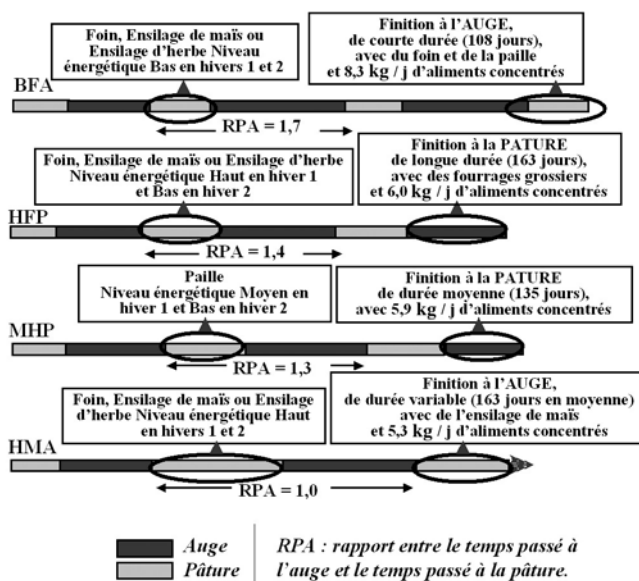 Foin, Ensilage de maïs ou
Ensilage d'herbe Niveau
énergétique Bas en hivers 1 et 2
Finition à l'AUGE,
de courte durée (108 jours),
avec du foin et de la paille
et 8,3 kg / j d'aliments concentrés
BFA
RPA = 1,7
Foin, Ensilage de maïs ou Ensilage d'herbe
Niveau énergétique Haut en hiver 1
et Bas en hiver 2
Finition à la PATURE
de longue durée (163 jours),
avec des fourrages grossiers
et 6,0 kg / j d'aliments concentrés
HFP
RPA = 1,4
Paille
Niveau énergétique Moyen en
hiver 1 et Bas en hiver 2
Finition à la PATURE
de durée moyenne (135 jours),
avec 5,9 kg / j d'aliments concentrés
MHP
RPA = 1,3
Foin, Ensilage de maïs ou Ensilage
d'herbe Niveau énergétique Haut
en hivers 1 et 2
Finition à l'AUGE,
de durée variable (163 jours en moyenne)
avec de l'ensilage de maïs
et 5,3 kg / j d'aliments concentrés
HMA
RPA = 1,0
Auge
Pâture
RPA : rapport entre le temps passé à
l'auge et le temps passé à la pâture.